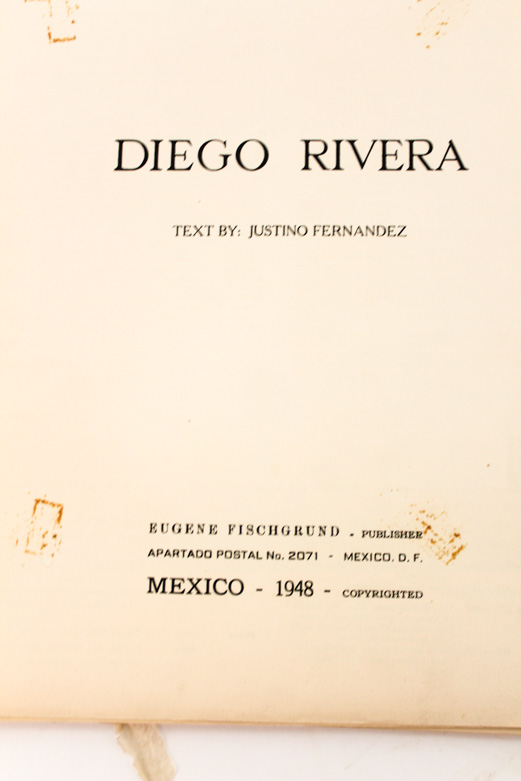 DIEGO RIVERA
TEXT BY: JUSTINO FERNANDEZ
EUGENE FISCHGRUND - PUBLISHER
APARTADO POSTAL No. 2071 - MEXICO, D. F.
MEXICO - 1948 - COPYRIGHTED